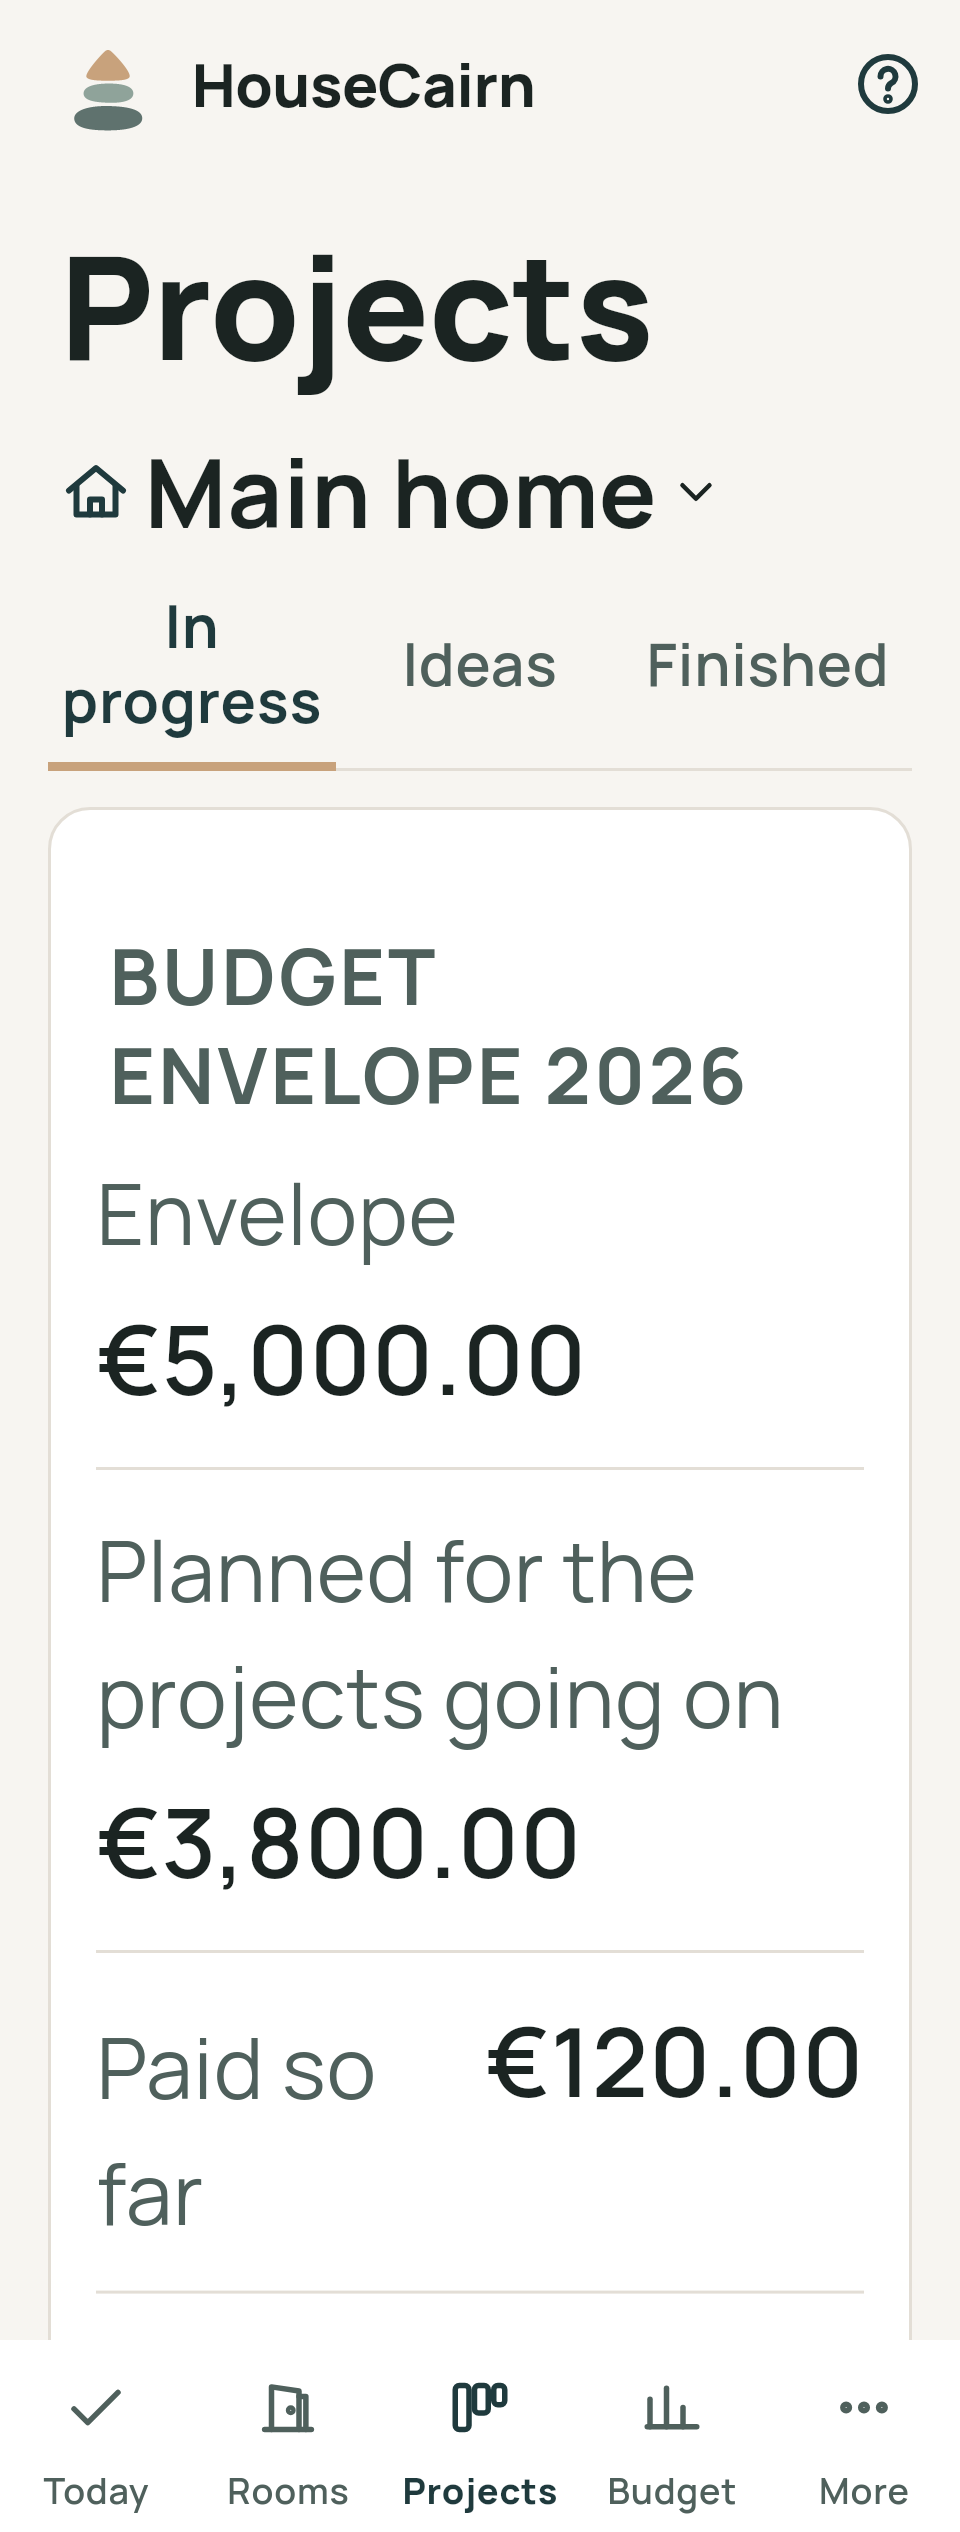 HouseCairn
Projects
Main home
In
progress
Ideas
Finished
BUDGET
ENVELOPE 2026
Envelope
€5,000.00
Planned for the
projects going on
€3,800.00
Paid so
far
€120.00
Today
Rooms
Projects
Budget
More